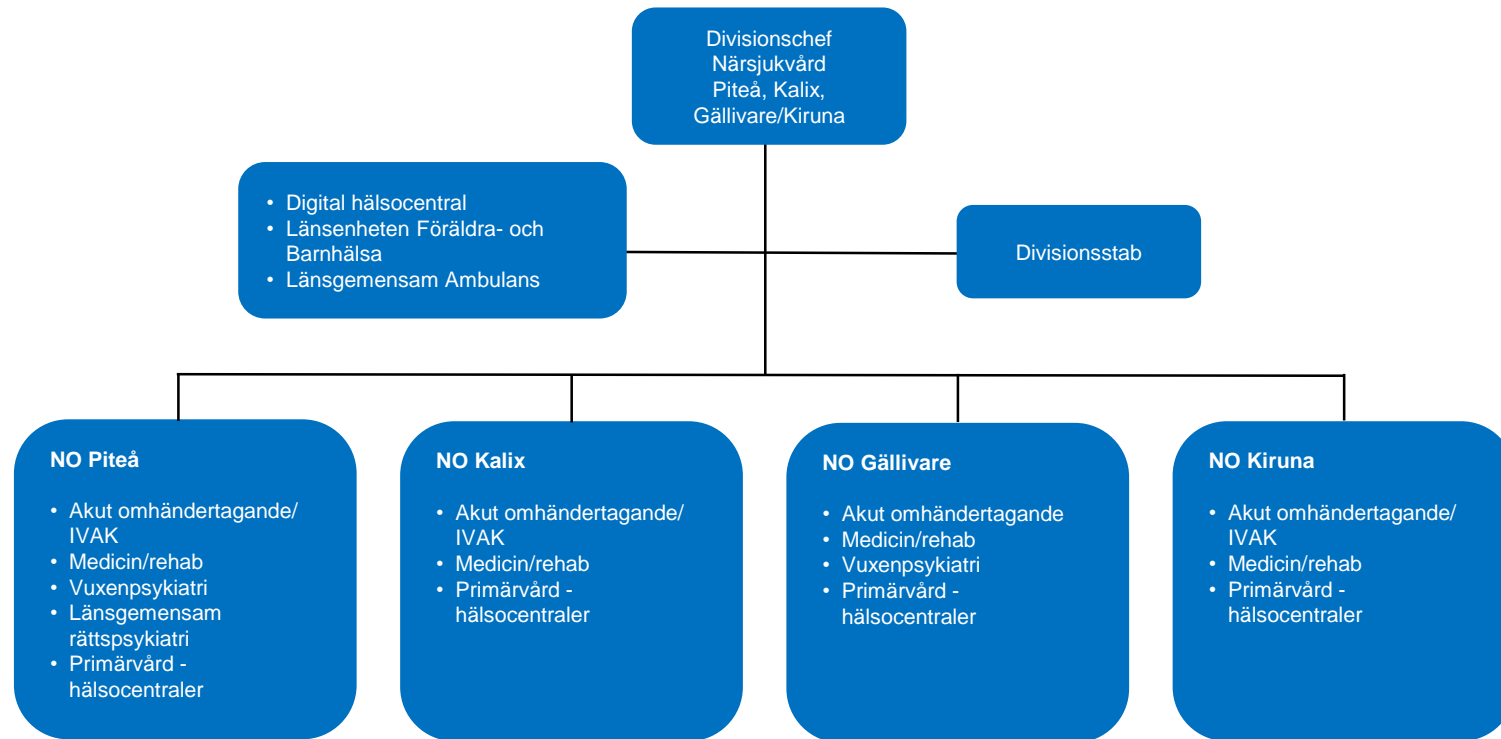 Divisionschef
Närsjukvård
Piteå, Kalix,
Gällivare/Kiruna
• Digital hälsocentral
• Länsenheten Föräldra- och
Barnhälsa
• Länsgemensam Ambulans
Divisionsstab
NO Piteå
• Akut omhändertagande/
IVAK
• Medicin/rehab
• Vuxenpsykiatri
• Länsgemensam
rättspsykiatri
• Primärvård -
hälsocentraler
NO Kalix
• Akut omhändertagande/
IVAK
• Medicin/rehab
• Primärvård -
hälsocentraler
NO Gällivare
• Akut omhändertagande
• Medicin/rehab
• Vuxenpsykiatri
• Primärvård -
hälsocentraler
NO Kiruna
• Akut omhändertagande/
IVAK
• Medicin/rehab
• Primärvård -
hälsocentraler